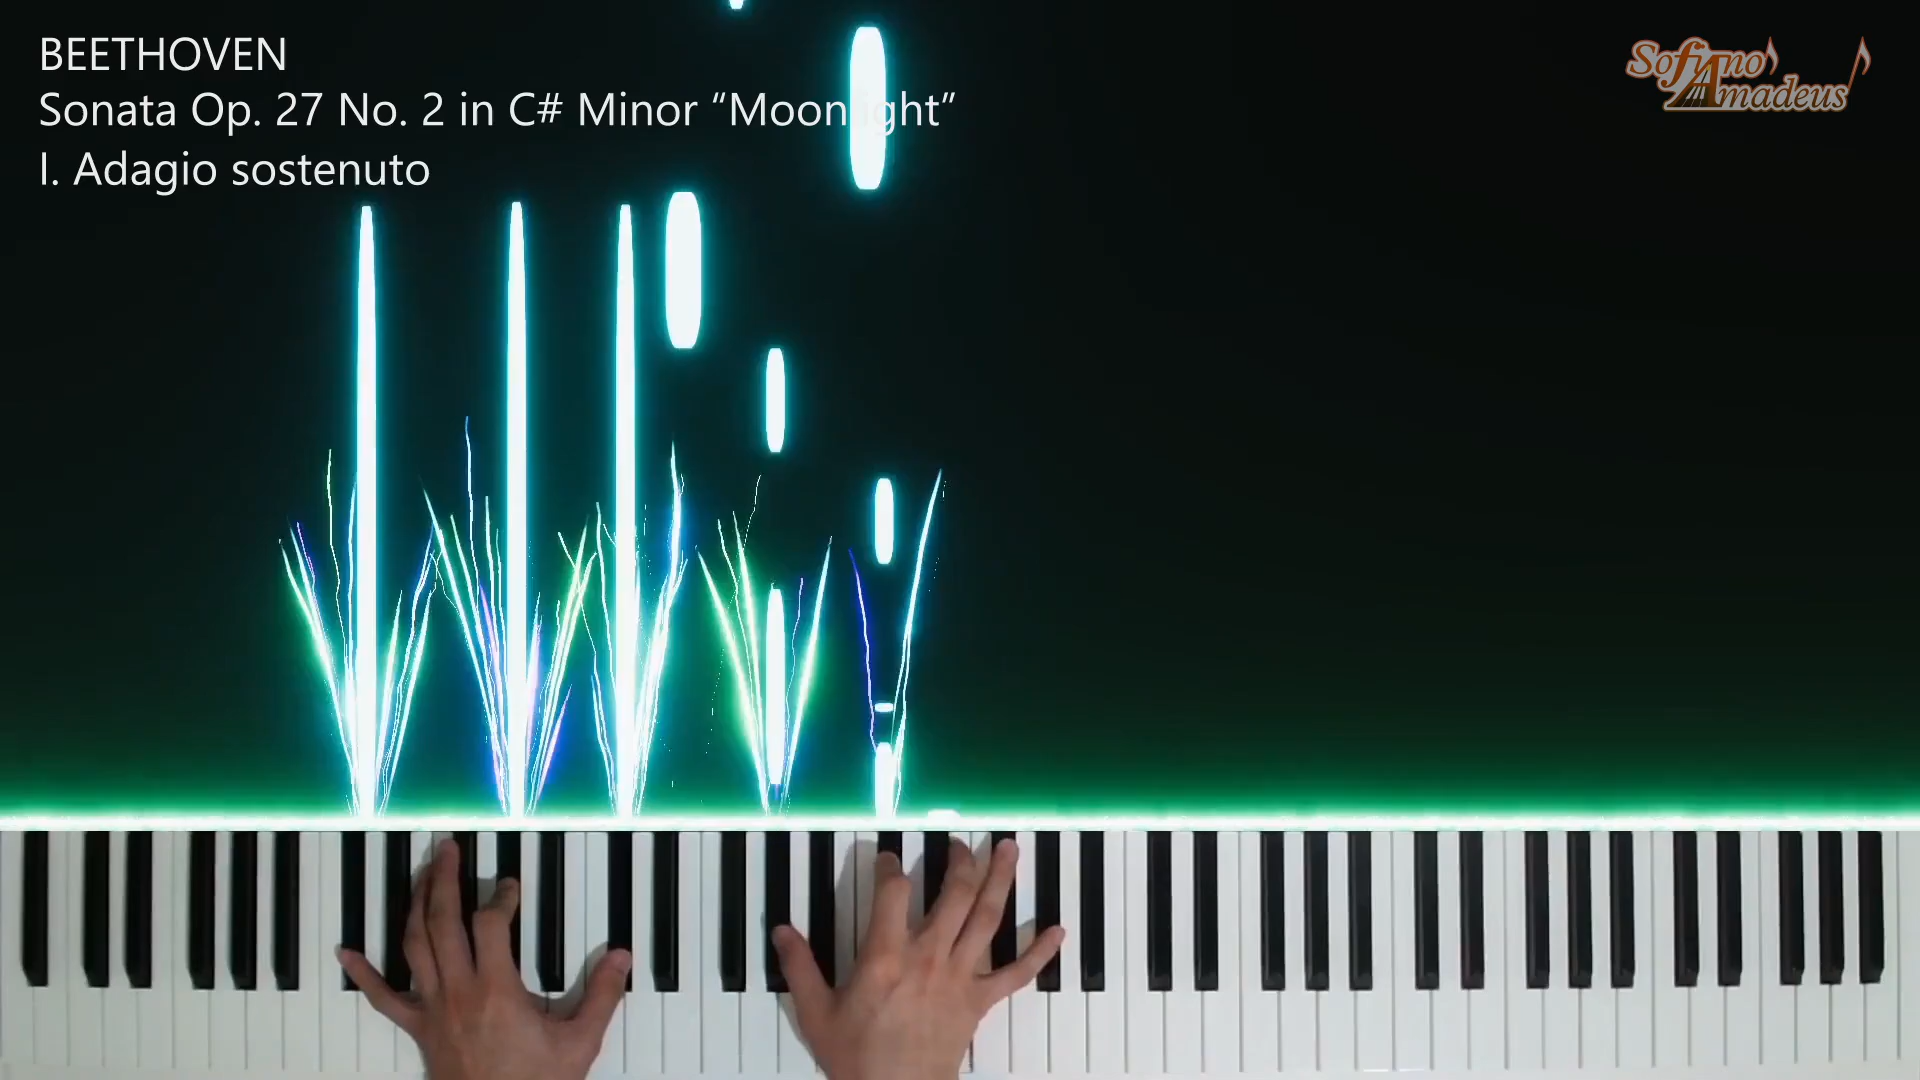 BEETHOVEN
Sonata Op. 27 No. 2 in C# Minor “Moonlight”
I. Adagio sostenuto
Sofiano
Amadeus